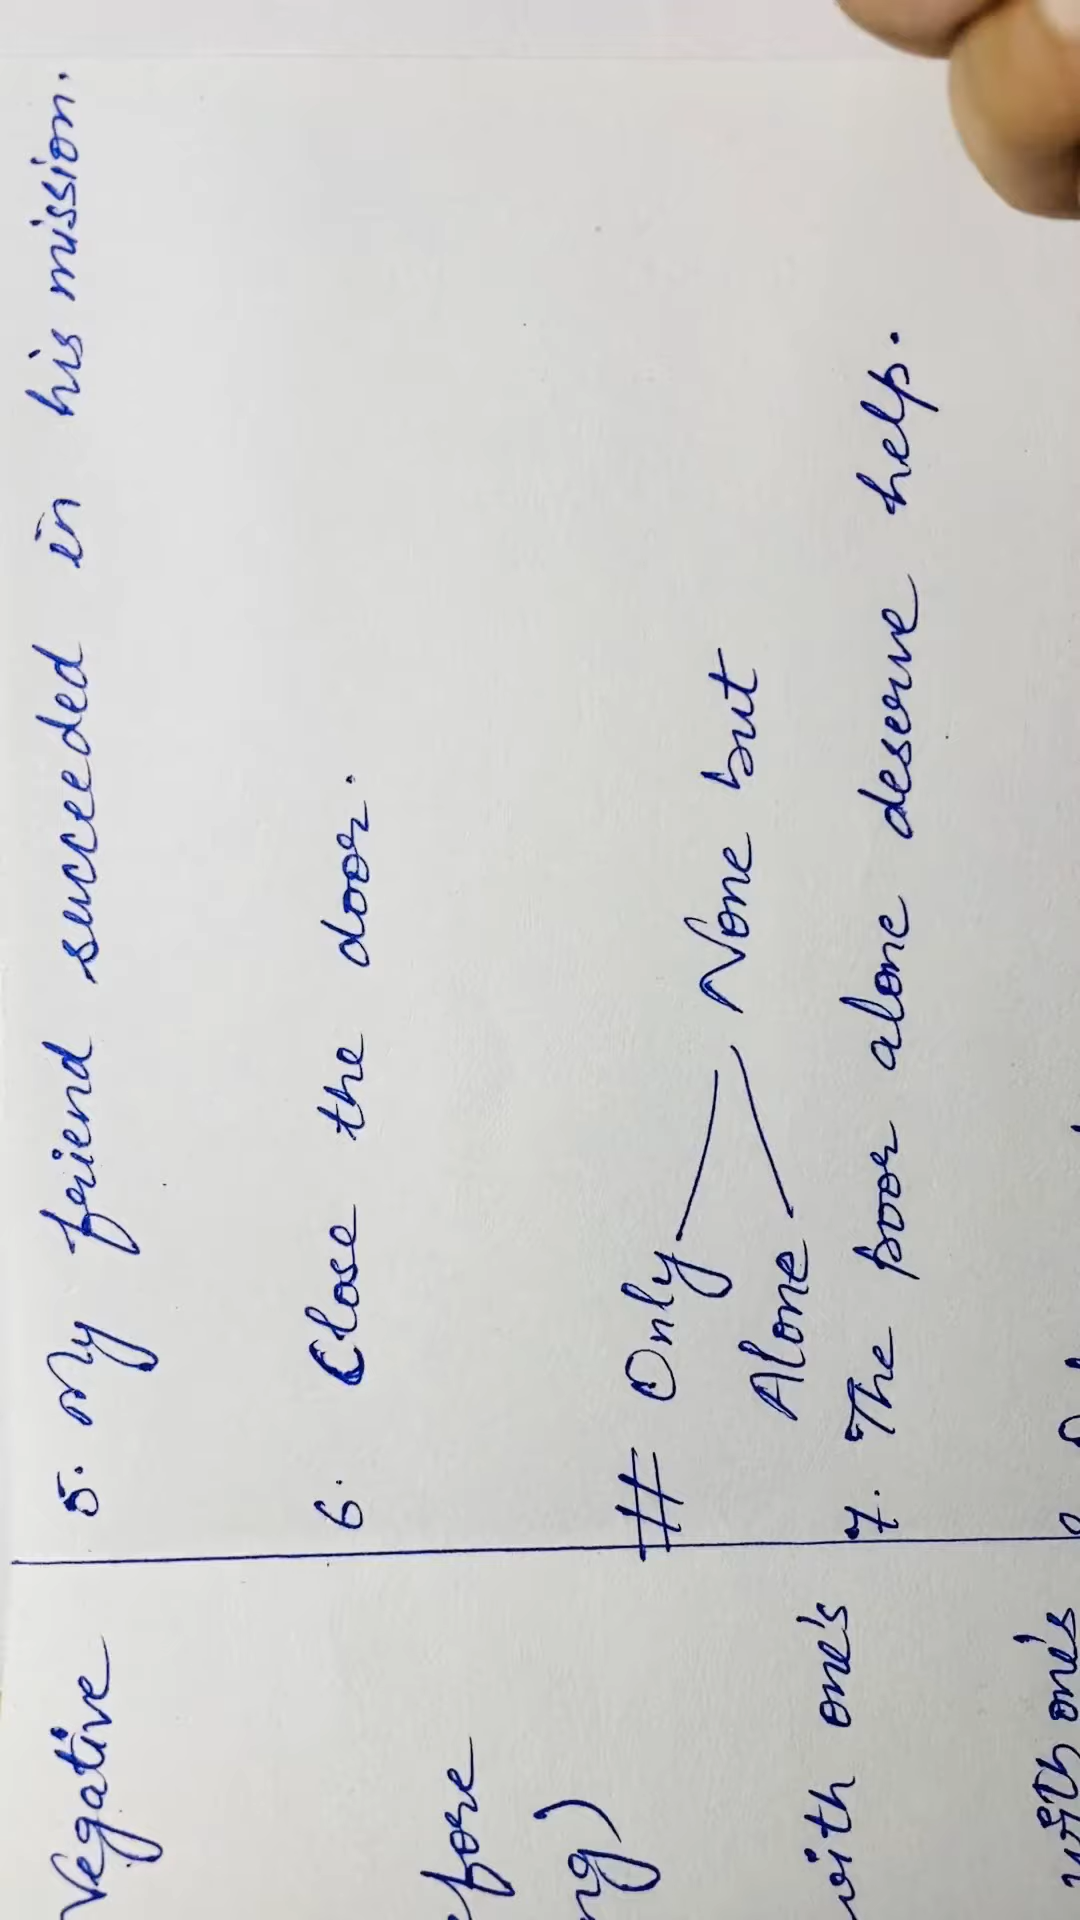 Negative
fore
ng)
with one's
with one's
5. My friend succeeded in his mission.
6. Close the door.
# Only
None but
Alone
7. The poor alone deserve help.